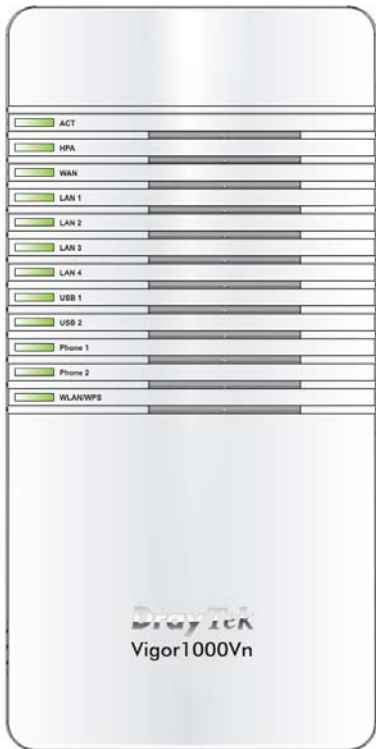 ACT
HPA
WAN
LAN 1
LAN 2
LAN 3
LAN 4
USB 1
USB 2
Phone 1
Phone 2
WLAN/WPS
DrayTek
Vigor1000Vn